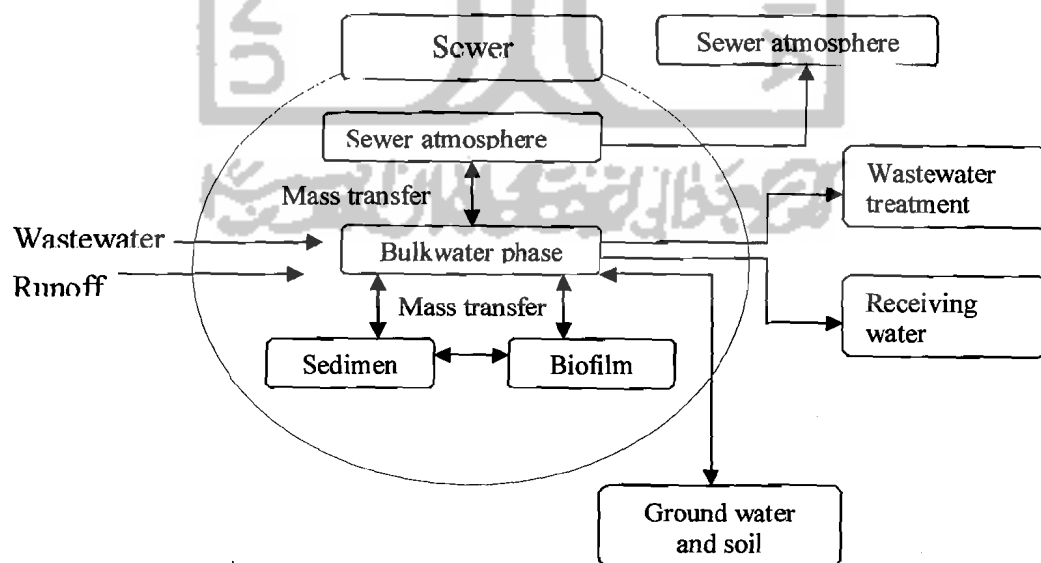 Sewer
Sewer atmosphere
Sewer atmosphere
Mass transfer
Wastewater
treatment
Wastewater
Bulkwater phase
Runoff
Mass transfer
Receiving
water
Sedimen
Biofilm
Ground water
and soil